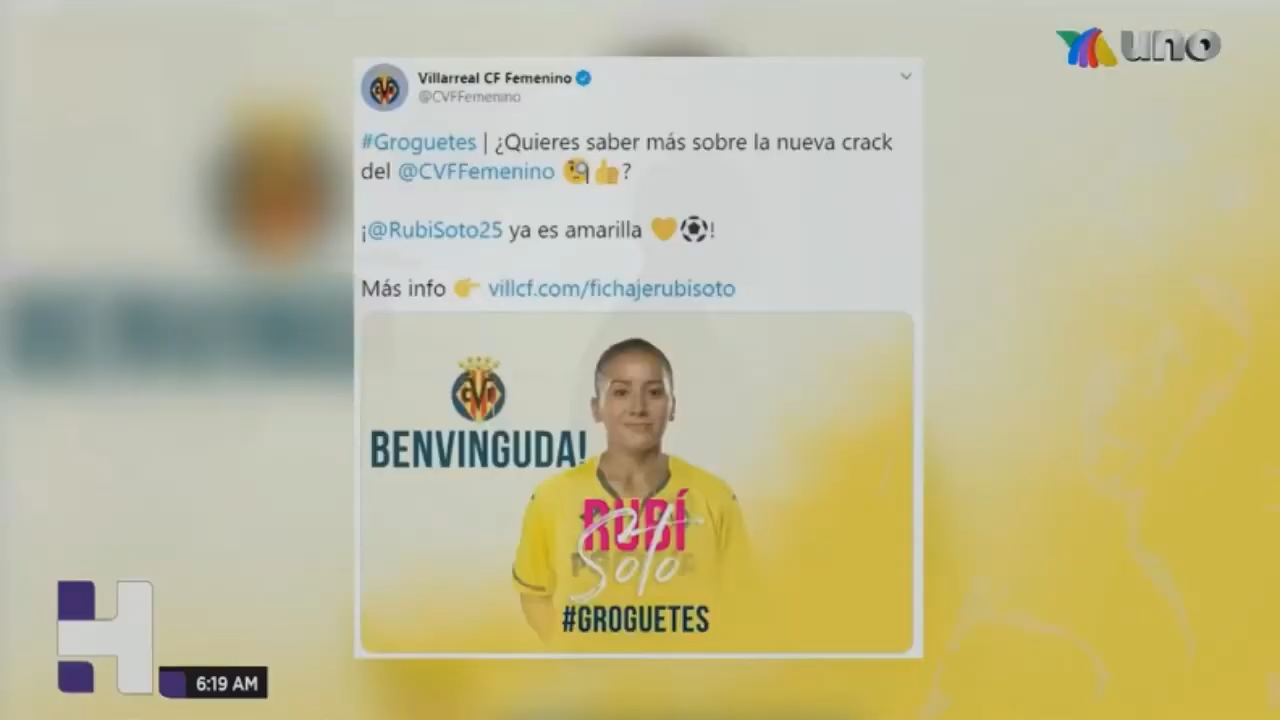 uno
Villarreal CF Femenino
@CVFFemenino
#Groguetes | ¿Quieres saber más sobre la nueva crack
del @CVFFemenino 🧐👍?
¡@RubiSoto25 ya es amarilla 💛⚽!
Más info 👉 villcf.com/fichajerubisoto
CVF
BENVINGUDA!
RUBÍ
Soto
#GROGUETES
H
6:19 AM